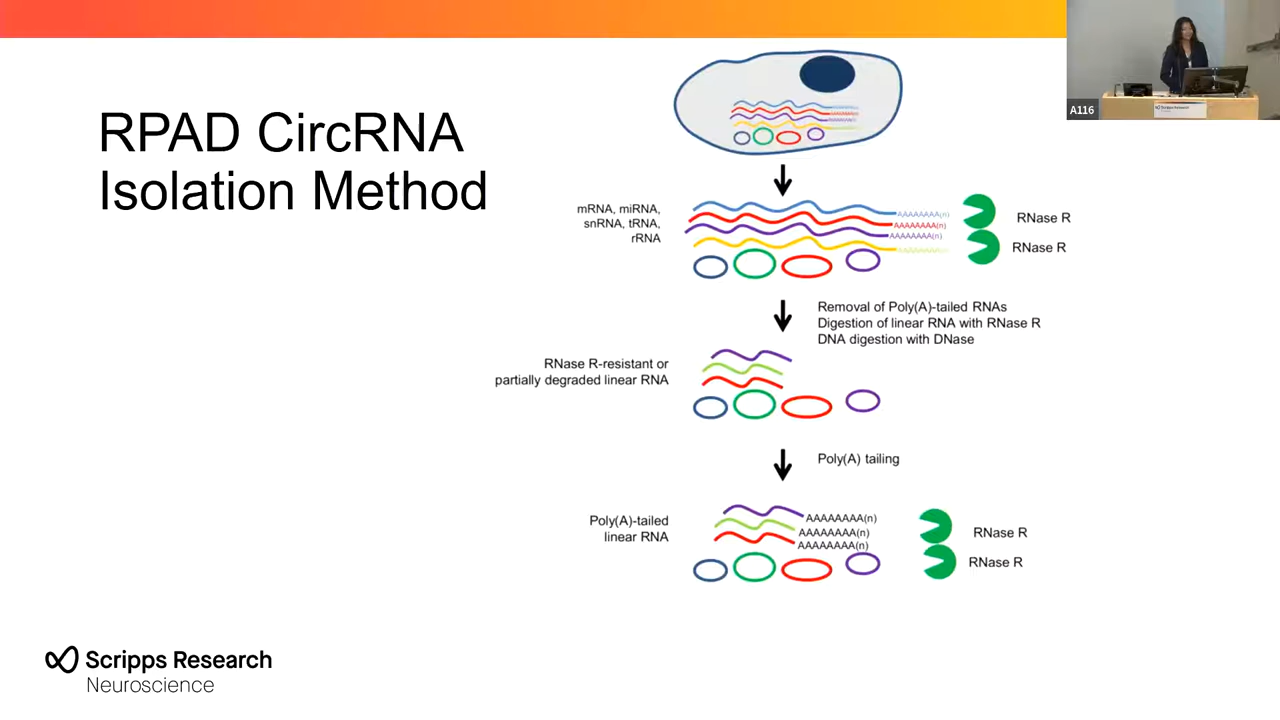 RPAD CircRNA
Isolation Method
mRNA, miRNA,
snRNA, tRNA,
rRNA
AAAAAAAA(n)
AAAAAAAA(n)
AAAAAAAA(n)
RNase R
RNase R
Removal of Poly(A)-tailed RNAs
Digestion of linear RNA with RNase R
DNA digestion with DNase
RNase R-resistant or
partially degraded linear RNA
Poly(A) tailing
Poly(A)-tailed
linear RNA
AAAAAAAA(n)
AAAAAAAA(n)
AAAAAAAA(n)
RNase R
RNase R
Scripps Research
Neuroscience
A116
Scripps Research